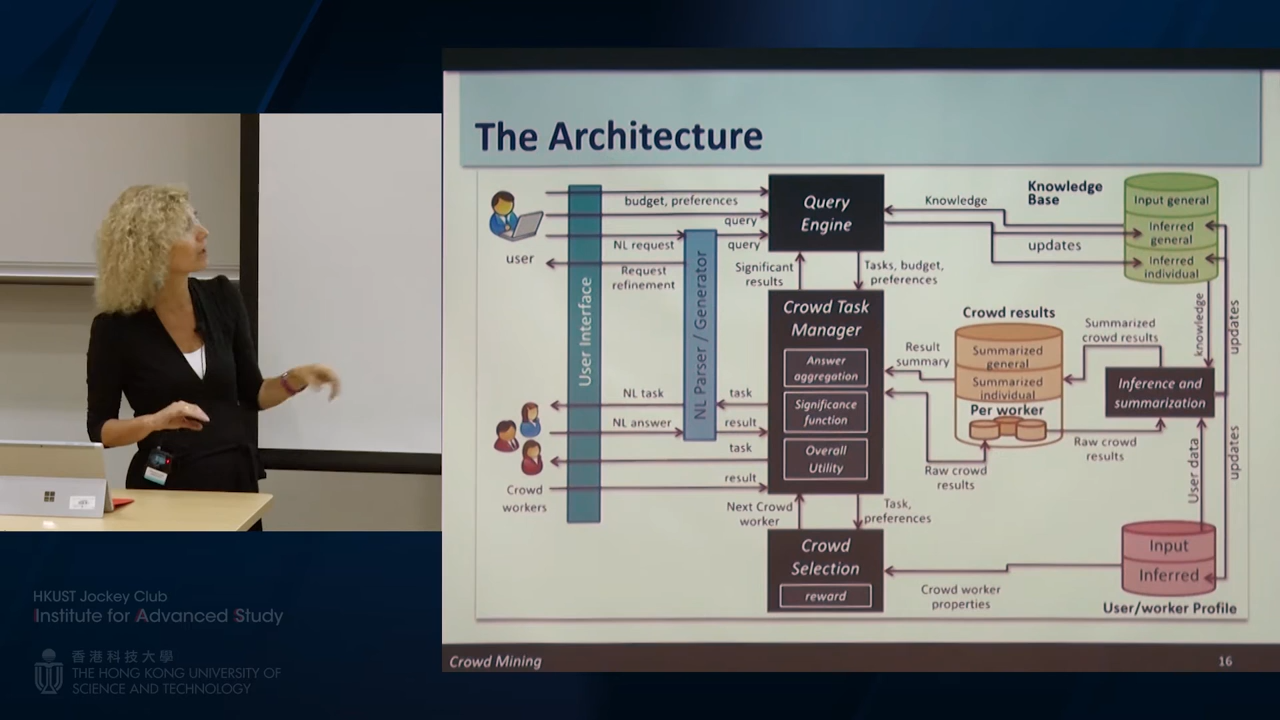 The Architecture
budget, preferences
query
NL request
query
Request
refinement
user
User Interface
NL Parser / Generator
Query
Engine
Knowledge
updates
Knowledge
Base
Input general
Inferred
general
Inferred
individual
Significant
results
Tasks, budget,
preferences
Crowd Task
Manager
Answer
aggregation
Significance
function
Overall
Utility
Result
summary
Crowd results
Summarized
general
Summarized
individual
Per worker
Summarized
crowd results
knowledge
updates
Inference and
summarization
NL task
task
NL answer
result
task
result
Crowd
workers
Raw crowd
results
Raw crowd
results
User data
updates
Next Crowd
worker
Task,
preferences
Crowd
Selection
reward
Crowd worker
properties
Input
Inferred
User/worker Profile
Crowd Mining
16
HKUST Jockey Club
Institute for Advanced Study
香港科技大學
THE HONG KONG UNIVERSITY OF
SCIENCE AND TECHNOLOGY